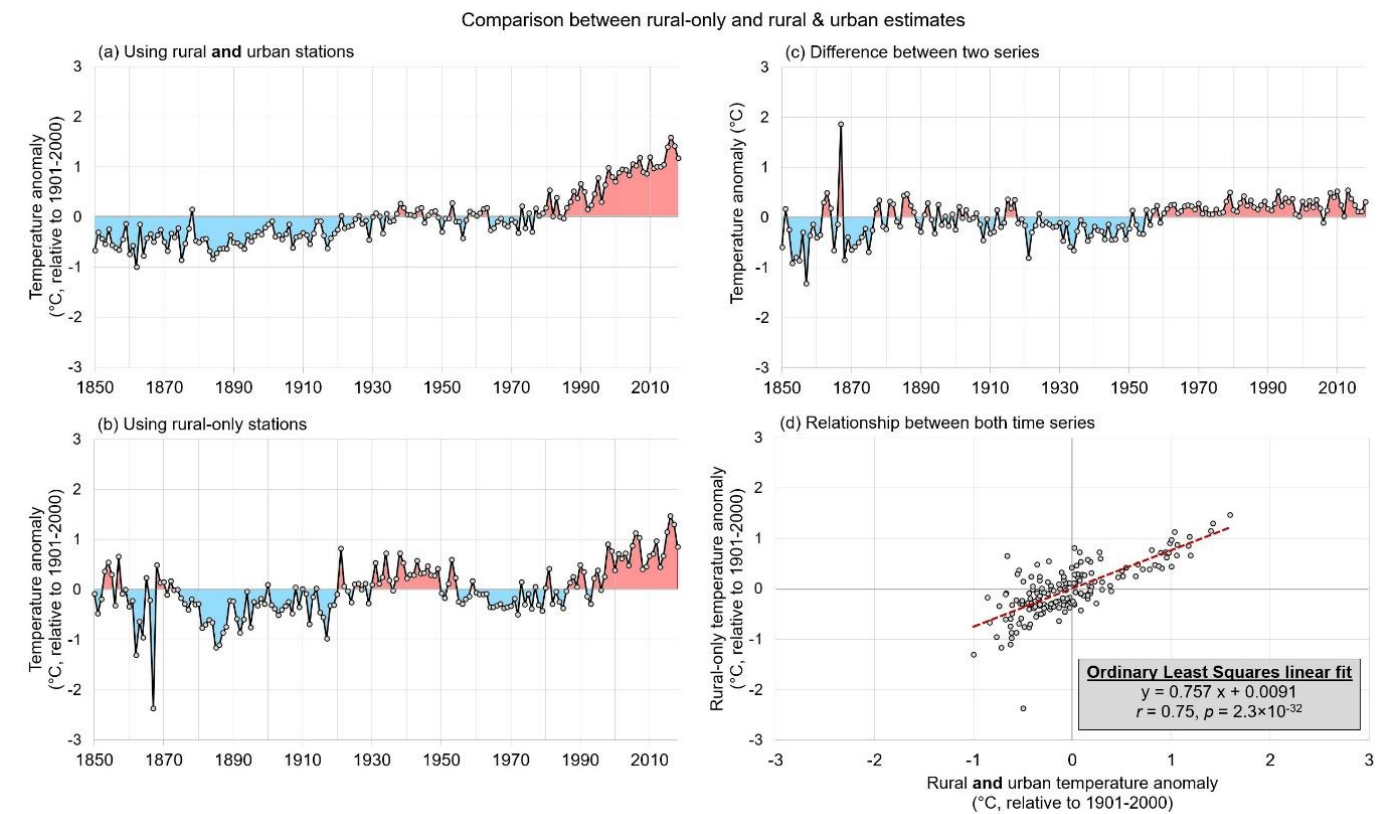 Comparison between rural-only and rural & urban estimates
(a) Using rural and urban stations
Temperature anomaly
(°C, relative to 1901-2000)
3
2
1
0
-1
-2
-3
1850 1870 1890 1910 1930 1950 1970 1990 2010
(c) Difference between two series
Temperature anomaly (°C)
3
2
1
0
-1
-2
-3
1850 1870 1890 1910 1930 1950 1970 1990 2010
(b) Using rural-only stations
Temperature anomaly
(°C, relative to 1901-2000)
3
2
1
0
-1
-2
-3
1850 1870 1890 1910 1930 1950 1970 1990 2010
(d) Relationship between both time series
Rural-only temperature anomaly
(°C, relative to 1901-2000)
3
2
1
0
-1
-2
-3
Ordinary Least Squares linear fit
y = 0.757 x + 0.0091
r = 0.75, p = 2.3×10⁻³²
-3 -2 -1 0 1 2 3
Rural and urban temperature anomaly
(°C, relative to 1901-2000)